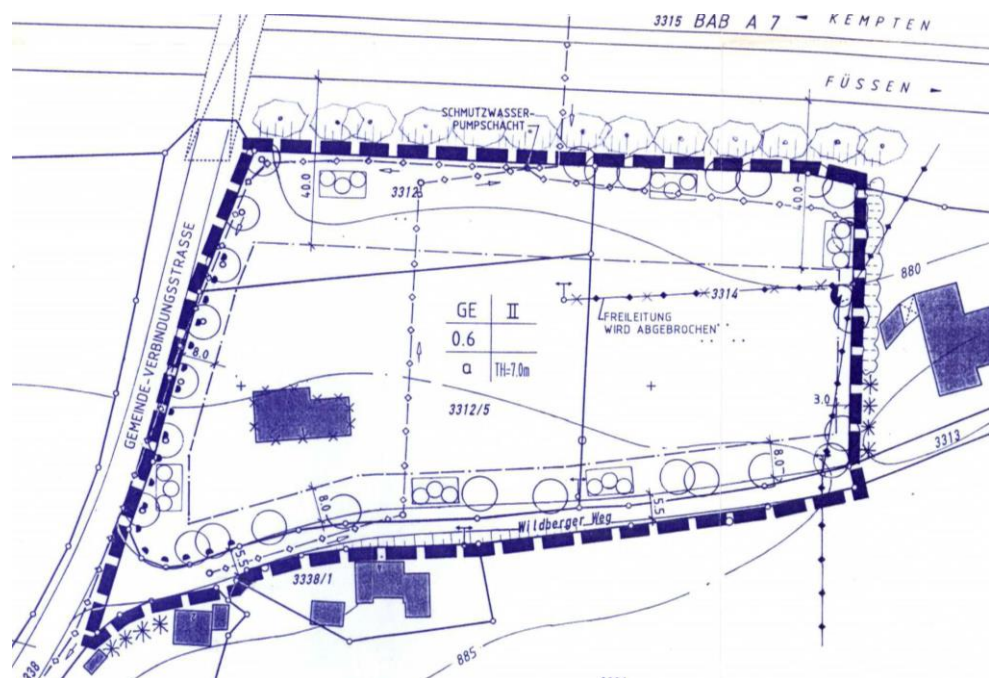 3315 BAB A 7 KEMPTEN
FÜSSEN
SCHMUTZWASSER-
PUMPSCHACHT
3312
40.0
40.0
GEMEINDE-VERBINDUNGSSTRASSE
880
3314
GE II
FREILEITUNG
WIRD ABGEBROCHEN
0.6
a TH=7.0m
8.0
3312/5
3.0
3313
8.0
8.0
5.5
Wildberger Weg
5.5
3338/1
885
3338